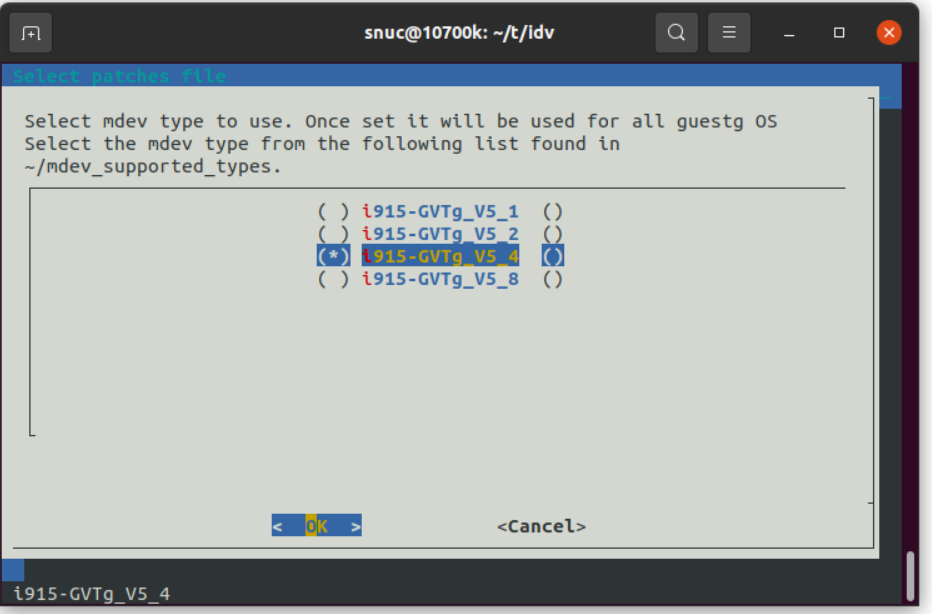 snuc@10700k: ~/t/idv
Select patches file
Select mdev type to use. Once set it will be used for all guestg OS
Select the mdev type from the following list found in
~/mdev_supported_types.
( ) i915-GVTg_V5_1 ()
( ) i915-GVTg_V5_2 ()
(*) i915-GVTg_V5_4 ()
( ) i915-GVTg_V5_8 ()
< OK > <Cancel>
i915-GVTg_V5_4